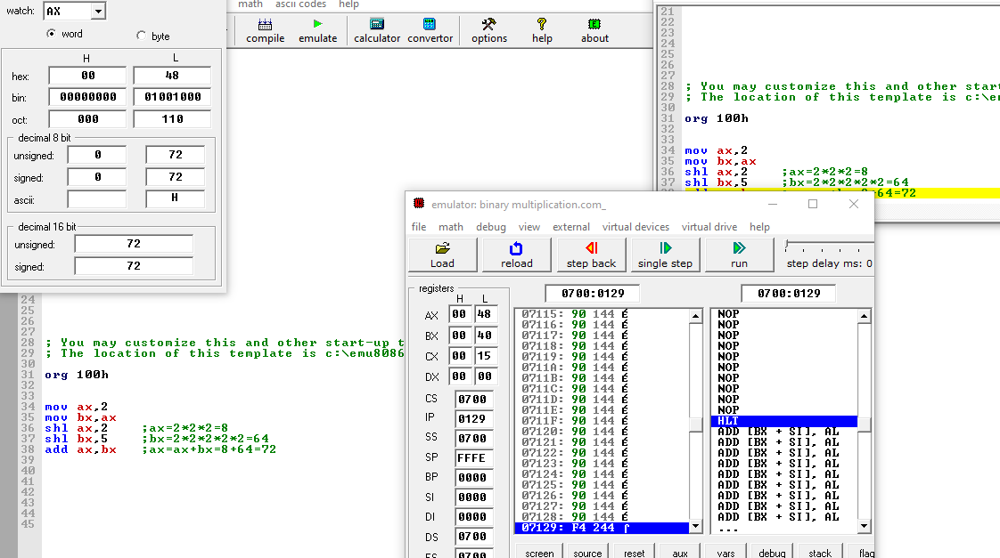 watch: AX
word byte
H L
hex: 00 48
bin: 00000000 01001000
oct: 000 110
decimal 8 bit
unsigned: 0 72
signed: 0 72
ascii: H
decimal 16 bit
unsigned: 72
signed: 72
math ascii codes help
compile emulate calculator convertor options help about
21
22
23
24
25
26
27
28 ; You may customize this and other start
29 ; The location of this template is c:\em
30
31 org 100h
32
33
34 mov ax,2
35 mov bx,ax
36 shl ax,2 ;ax=2*2*2=8
37 shl bx,5 ;bx=2*2*2*2*2=64
+64=72
24
25
26
27
28 ; You may customize this and other start-up t
29 ; The location of this template is c:\emu8086
30
31 org 100h
32
33
34 mov ax,2
35 mov bx,ax
36 shl ax,2 ;ax=2*2*2=8
37 shl bx,5 ;bx=2*2*2*2*2=64
38 add ax,bx ;ax=ax+bx=8+64=72
39
40
41
42
43
44
45
emulator: binary multiplication.com_
file math debug view external virtual devices virtual drive help
Load reload step back single step run step delay ms: 0
registers
H L
AX 00 48
BX 00 40
CX 00 15
DX 00 00
CS 0700
IP 0129
SS 0700
SP FFFE
BP 0000
SI 0000
DI 0000
DS 0700
ES 0700
0700:0129 0700:0129
07115: 90 144 É
07116: 90 144 É
07117: 90 144 É
07118: 90 144 É
07119: 90 144 É
0711A: 90 144 É
0711B: 90 144 É
0711C: 90 144 É
0711D: 90 144 É
0711E: 90 144 É
0711F: 90 144 É
07120: 90 144 É
07121: 90 144 É
07122: 90 144 É
07123: 90 144 É
07124: 90 144 É
07125: 90 144 É
07126: 90 144 É
07127: 90 144 É
07128: 90 144 É
07129: F4 244 ⌠
NOP
NOP
NOP
NOP
NOP
NOP
NOP
NOP
NOP
NOP
HLT
ADD [BX + SI], AL
ADD [BX + SI], AL
ADD [BX + SI], AL
ADD [BX + SI], AL
ADD [BX + SI], AL
ADD [BX + SI], AL
ADD [BX + SI], AL
ADD [BX + SI], AL
ADD [BX + SI], AL
...
screen source reset aux vars debug stack flag